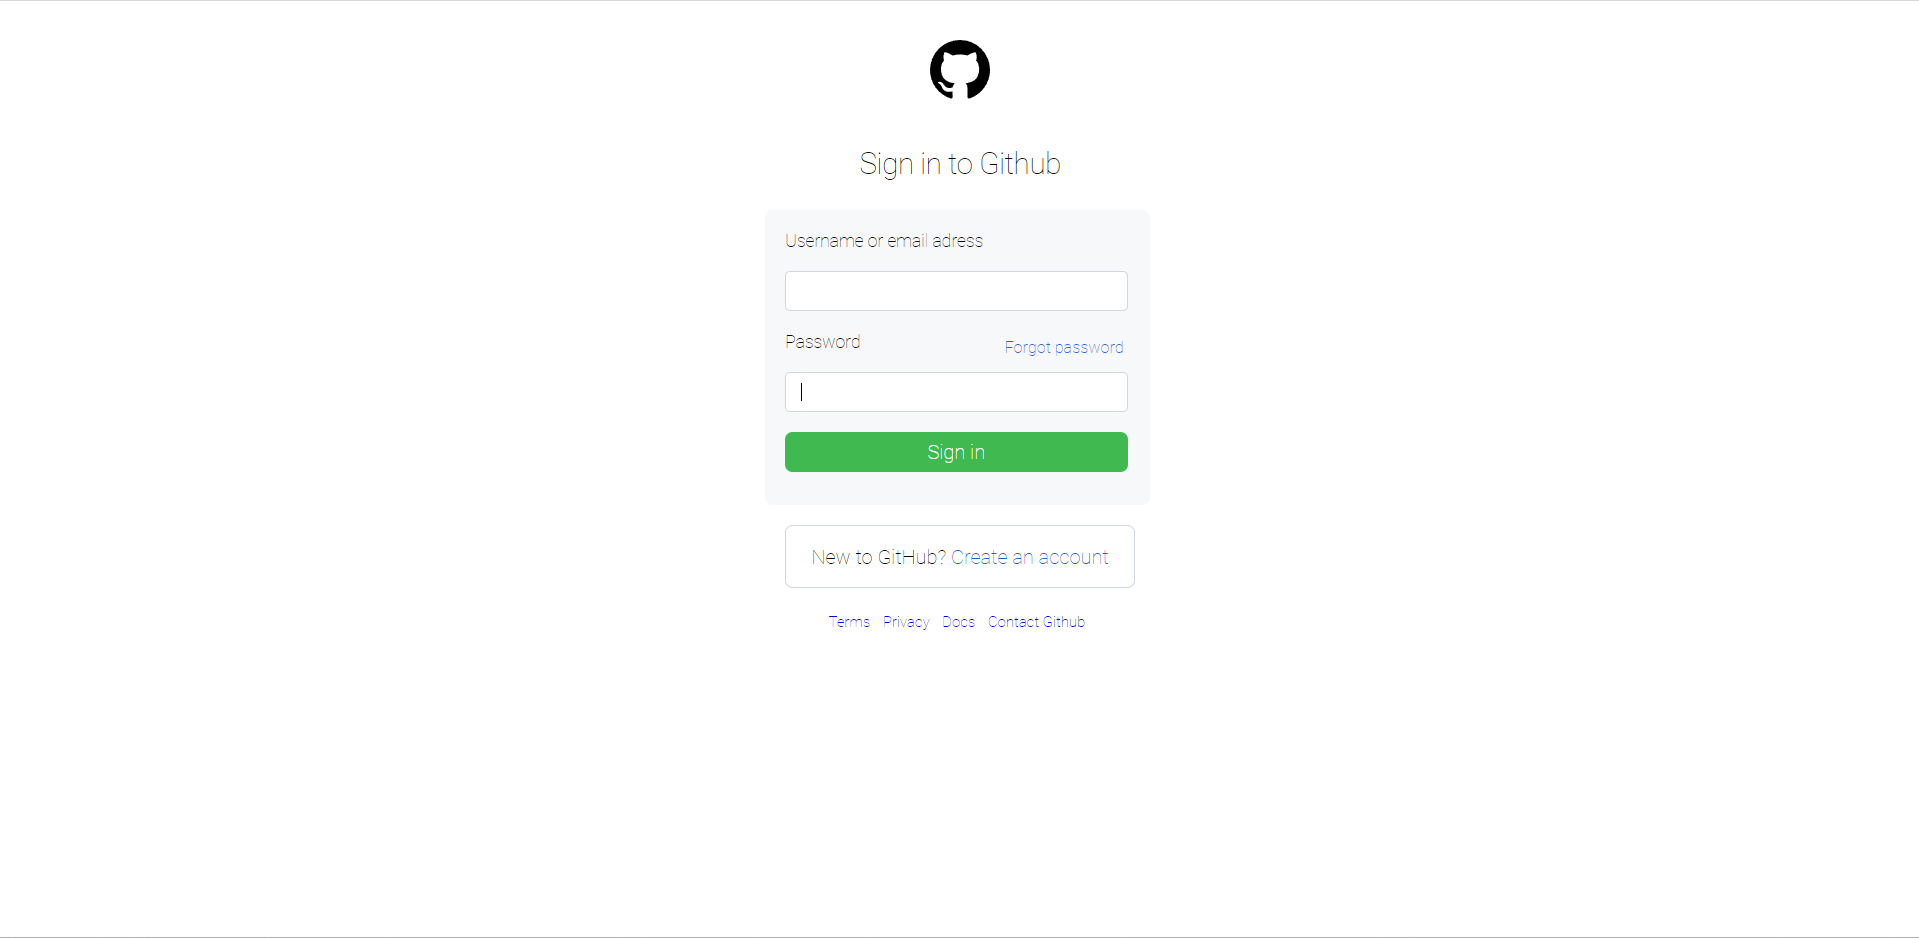 Sign in to Github
Username or email adress
Password
Forgot password
Sign in
New to GitHub? Create an account
Terms Privacy Docs Contact Github